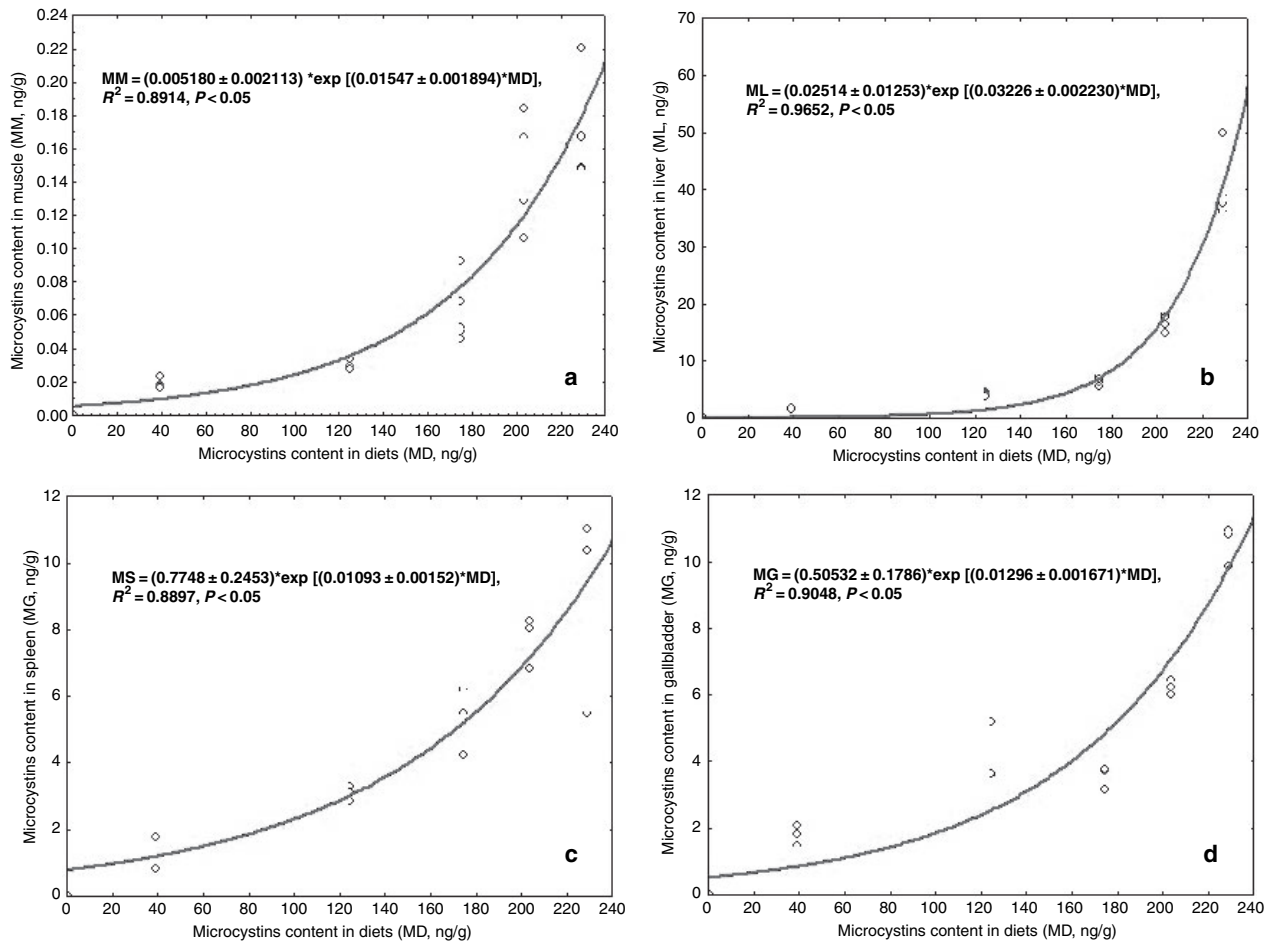 0.24
0.22
0.20
0.18
0.16
0.14
0.12
0.10
0.08
0.06
0.04
0.02
0.00
Microcystins content in muscle (MM, ng/g)
MM = (0.005180 ± 0.002113) *exp [(0.01547 ± 0.001894)*MD],
R² = 0.8914, P < 0.05
a
0 20 40 60 80 100 120 140 160 180 200 220 240
Microcystins content in diets (MD, ng/g)
70
60
50
40
30
20
10
0
Microcystins content in liver (ML, ng/g)
ML = (0.02514 ± 0.01253)*exp [(0.03226 ± 0.002230)*MD],
R² = 0.9652, P < 0.05
b
0 20 40 60 80 100 120 140 160 180 200 220 240
Microcystins content in diets (MD, ng/g)
12
10
8
6
4
2
0
Microcystins content in spleen (MG, ng/g)
MS = (0.7748 ± 0.2453)*exp [(0.01093 ± 0.00152)*MD],
R² = 0.8897, P < 0.05
c
0 20 40 60 80 100 120 140 160 180 200 220 240
Microcystins content in diets (MD, ng/g)
12
10
8
6
4
2
0
Microcystins content in gallbladder (MG, ng/g)
MG = (0.50532 ± 0.1786)*exp [(0.01296 ± 0.001671)*MD],
R² = 0.9048, P < 0.05
d
0 20 40 60 80 100 120 140 160 180 200 220 240
Microcystins content in diets (MD, ng/g)